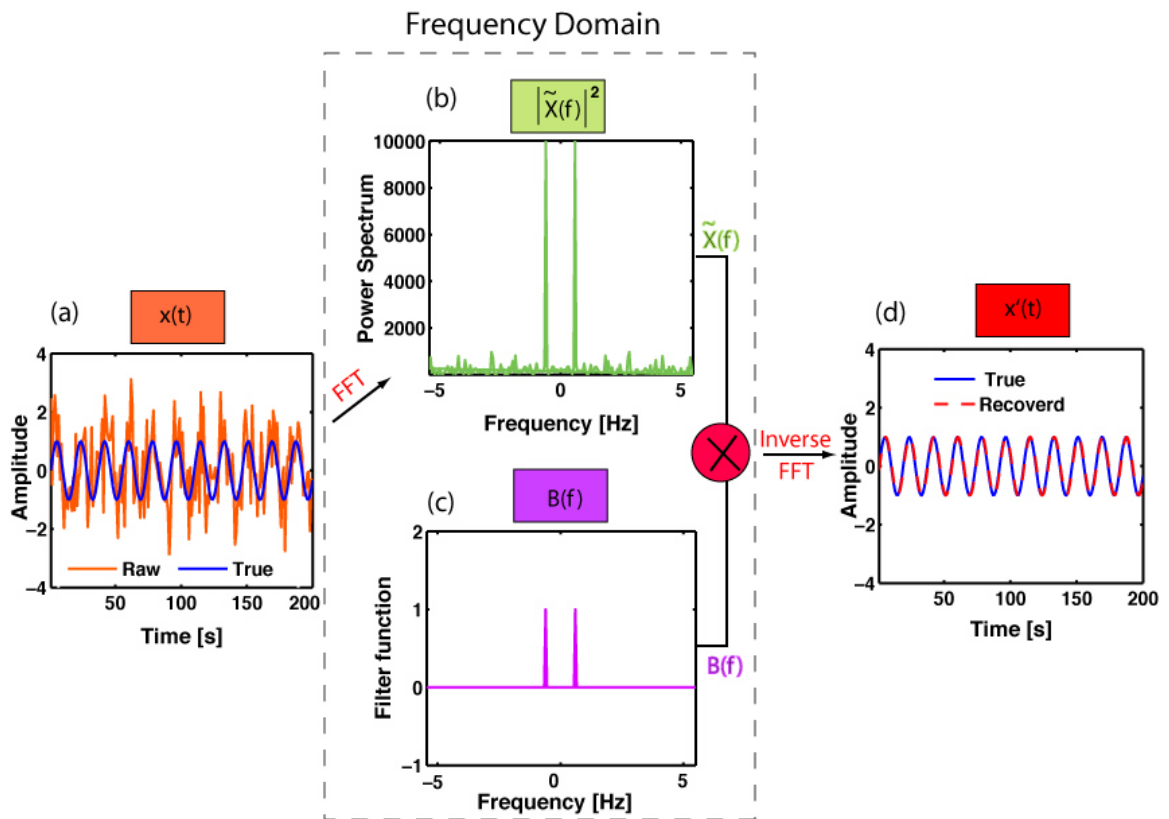 Frequency Domain
(b)
|X̃(f)|²
10000
8000
6000
4000
2000
Power Spectrum
-5
0
5
Frequency [Hz]
X̃(f)
(a)
x(t)
4
2
0
−2
−4
Amplitude
Raw
True
50
100
150
200
Time [s]
FFT
(c)
B(f)
2
1
0
−1
Filter function
−5
0
5
Frequency [Hz]
B(f)
Inverse
FFT
(d)
x'(t)
4
2
0
−2
−4
Amplitude
True
Recoverd
50
100
150
200
Time [s]